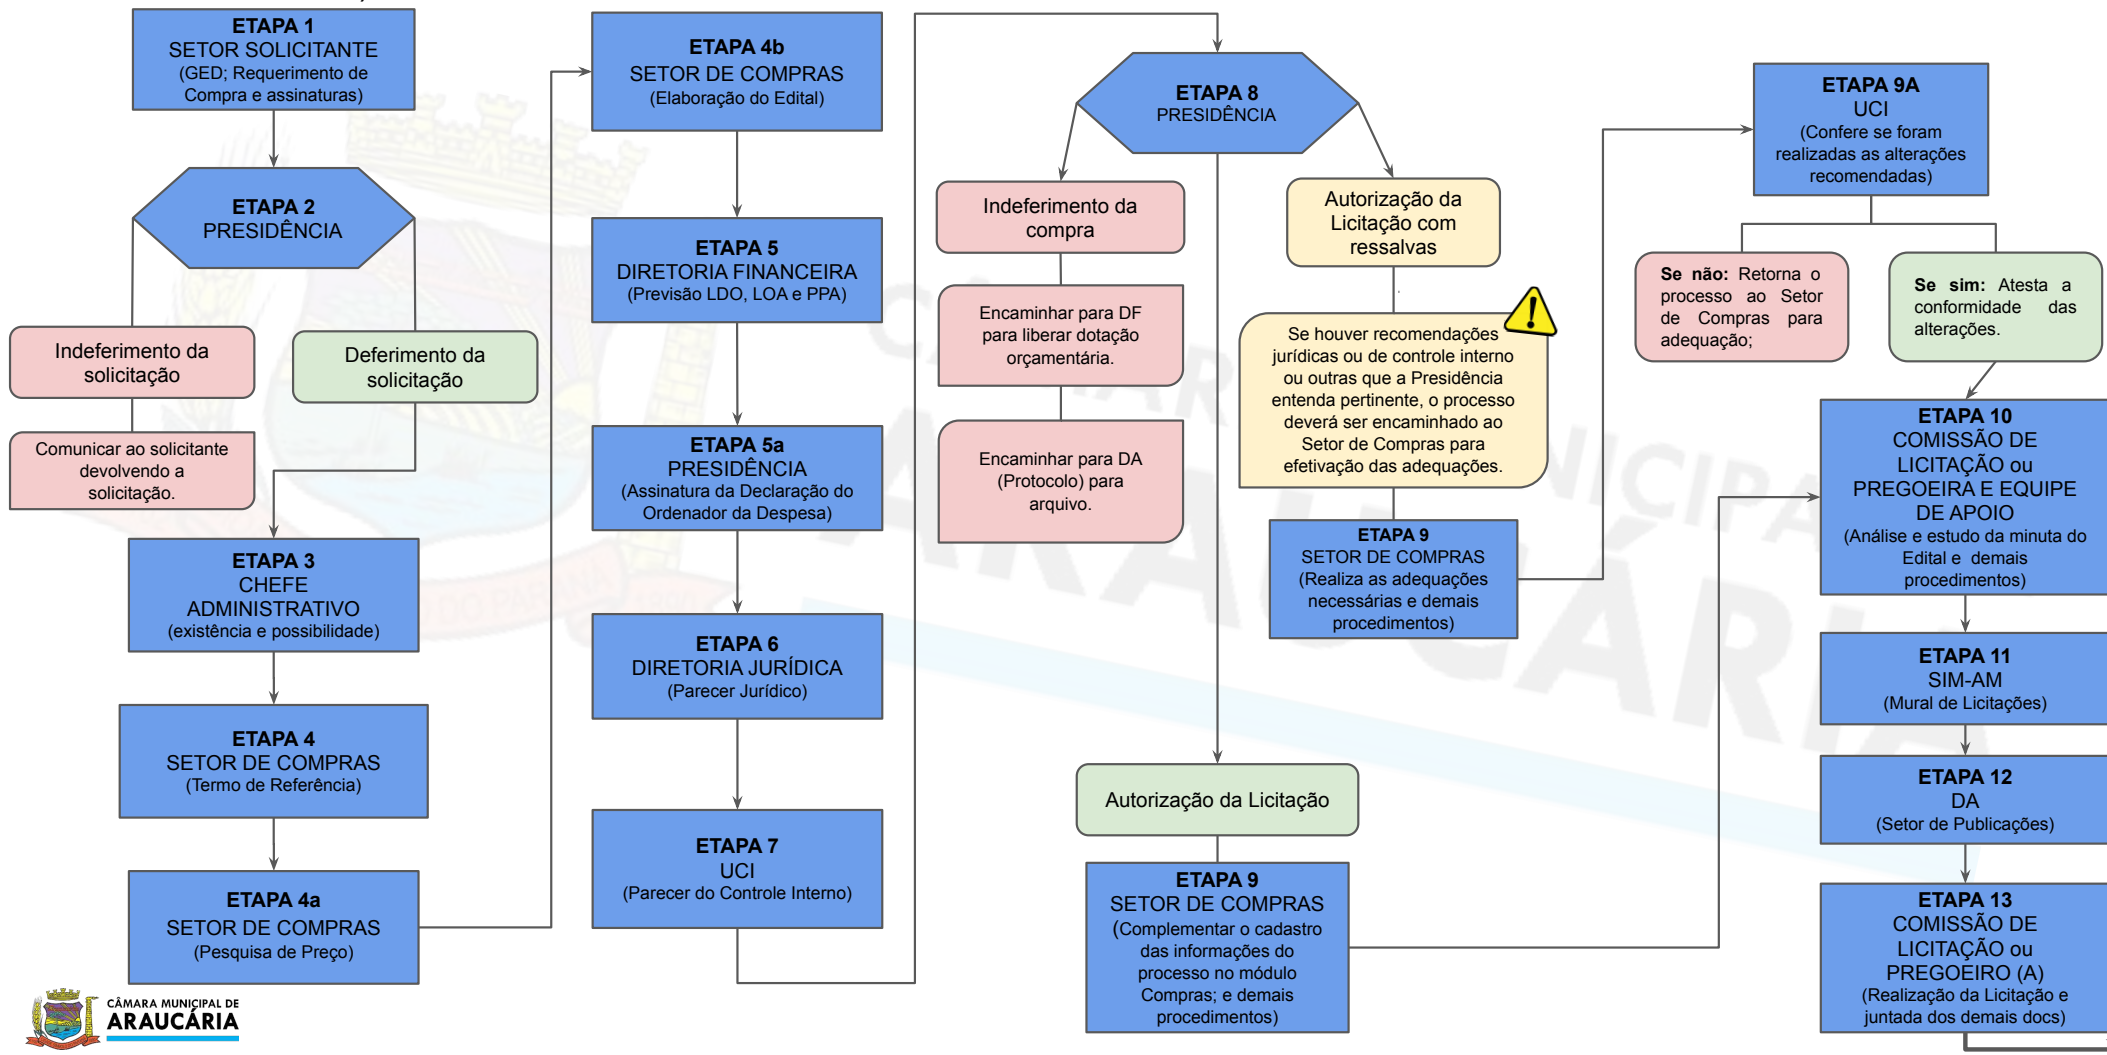 ETAPA 1
SETOR SOLICITANTE
(GED; Requerimento de
Compra e assinaturas)
ETAPA 2
PRESIDÊNCIA
Indeferimento da
solicitação
Deferimento da
solicitação
Comunicar ao solicitante
devolvendo a
solicitação.
ETAPA 3
CHEFE
ADMINISTRATIVO
(existência e possibilidade)
ETAPA 4
SETOR DE COMPRAS
(Termo de Referência)
ETAPA 4a
SETOR DE COMPRAS
(Pesquisa de Preço)
ETAPA 4b
SETOR DE COMPRAS
(Elaboração do Edital)
ETAPA 5
DIRETORIA FINANCEIRA
(Previsão LDO, LOA e PPA)
ETAPA 5a
PRESIDÊNCIA
(Assinatura da Declaração do
Ordenador da Despesa)
ETAPA 6
DIRETORIA JURÍDICA
(Parecer Jurídico)
ETAPA 7
UCI
(Parecer do Controle Interno)
ETAPA 8
PRESIDÊNCIA
Indeferimento da
compra
Encaminhar para DF
para liberar dotação
orçamentária.
Encaminhar para DA
(Protocolo) para
arquivo.
Autorização da
Licitação com
ressalvas
Se houver recomendações
jurídicas ou de controle interno
ou outras que a Presidência
entenda pertinente, o processo
deverá ser encaminhado ao
Setor de Compras para
efetivação das adequações.
ETAPA 9
SETOR DE COMPRAS
(Realiza as adequações
necessárias e demais
procedimentos)
Autorização da Licitação
ETAPA 9
SETOR DE COMPRAS
(Complementar o cadastro
das informações do
processo no módulo
Compras; e demais
procedimentos)
ETAPA 9A
UCI
(Confere se foram
realizadas as alterações
recomendadas)
Se não: Retorna o
processo ao Setor
de Compras para
adequação;
Se sim: Atesta a
conformidade das
alterações.
ETAPA 10
COMISSÃO DE
LICITAÇÃO ou
PREGOEIRA E EQUIPE
DE APOIO
(Análise e estudo da minuta do
Edital e demais
procedimentos)
ETAPA 11
SIM-AM
(Mural de Licitações)
ETAPA 12
DA
(Setor de Publicações)
ETAPA 13
COMISSÃO DE
LICITAÇÃO ou
PREGOEIRO (A)
(Realização da Licitação e
juntada dos demais docs)
CÂMARA MUNICIPAL DE
ARAUCÁRIA